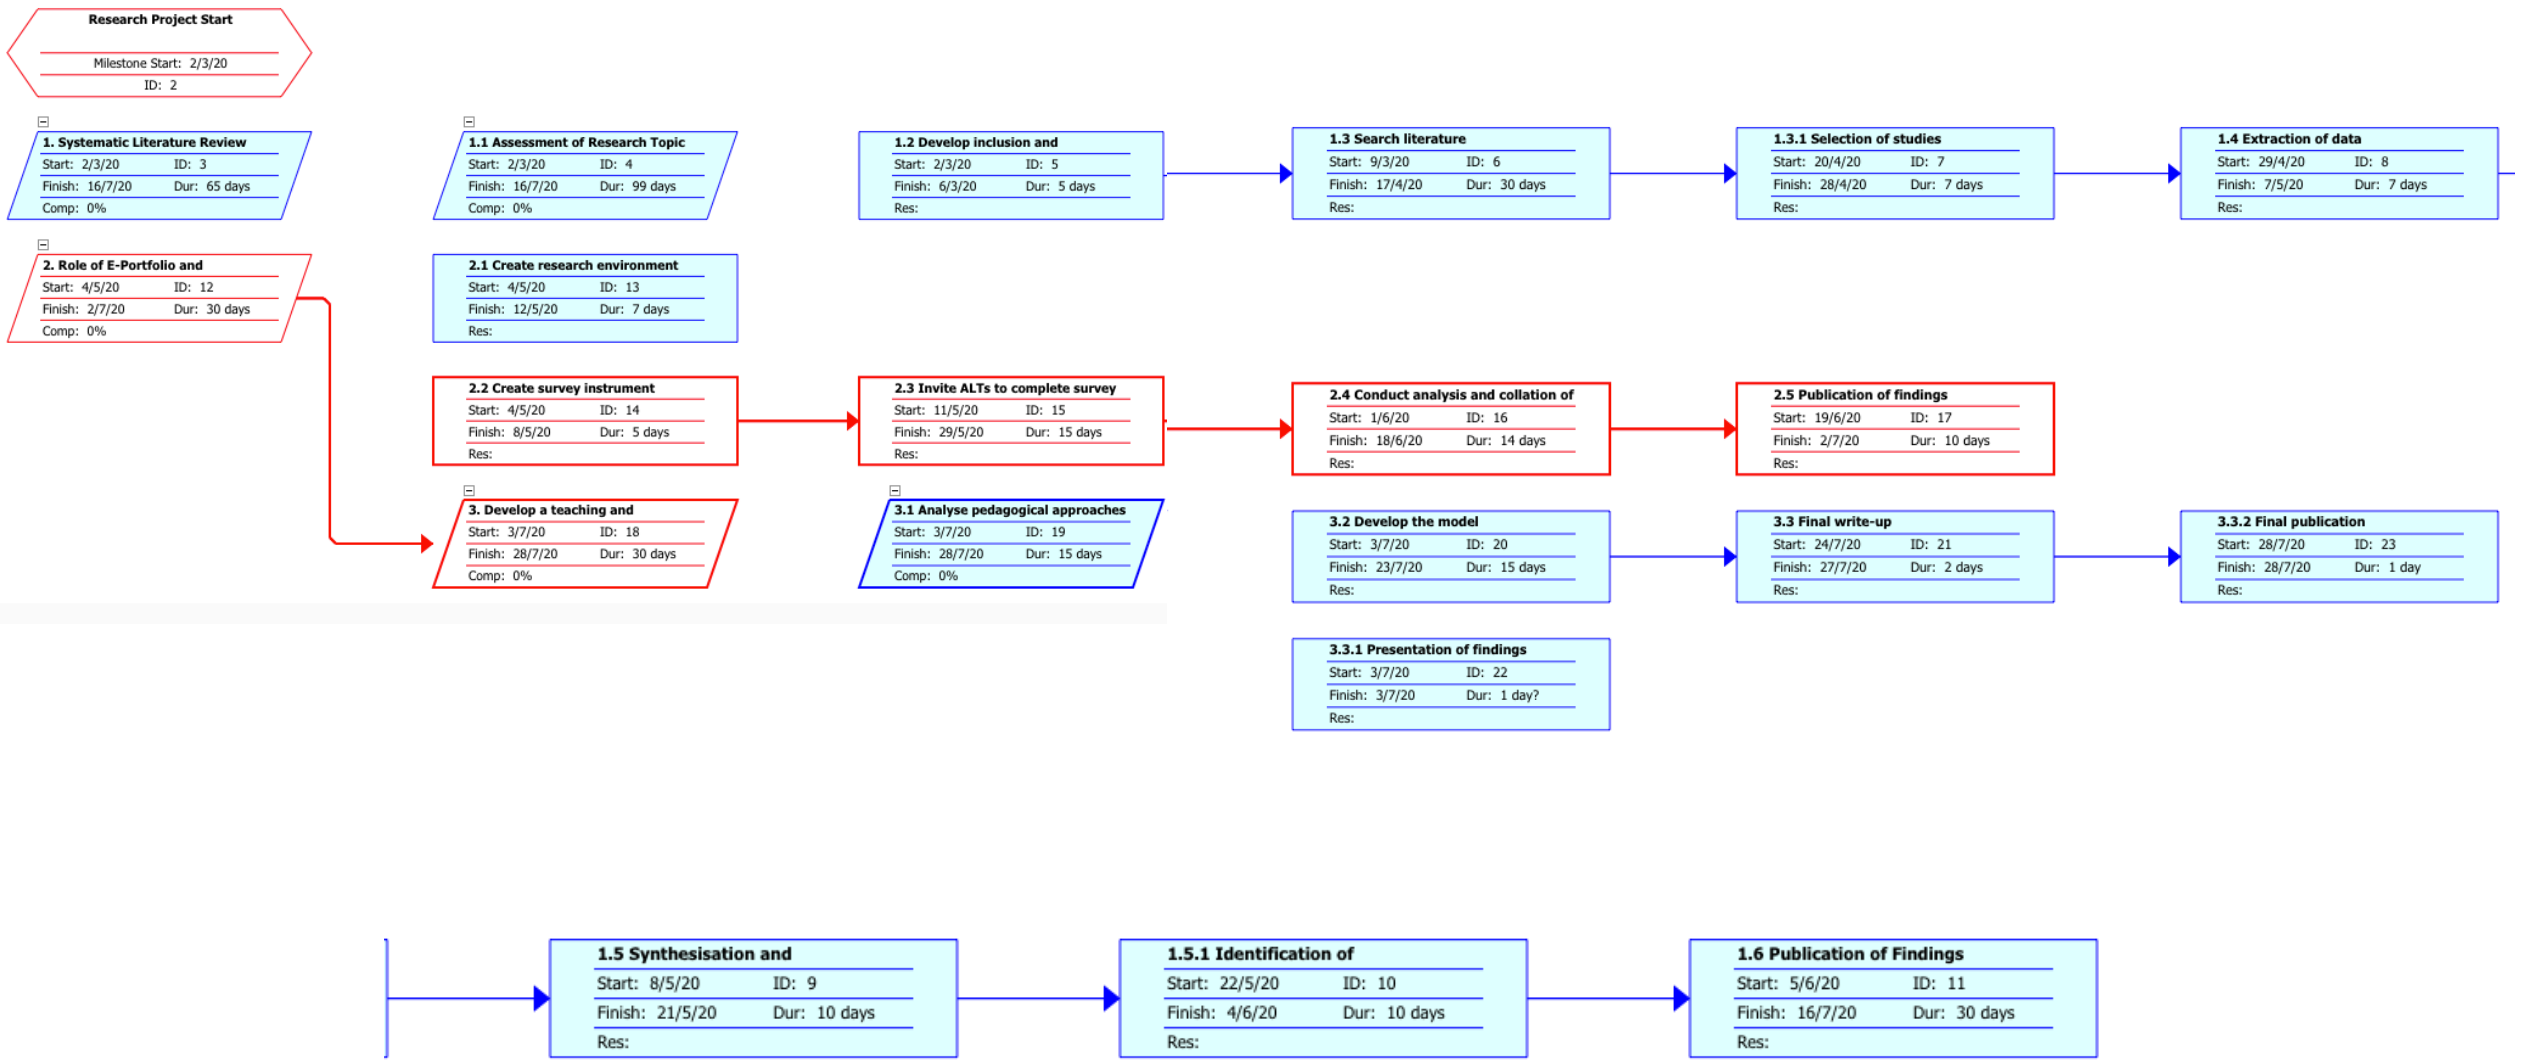 Research Project Start
Milestone Start: 2/3/20
ID: 2
1. Systematic Literature Review
Start: 2/3/20 ID: 3
Finish: 16/7/20 Dur: 65 days
Comp: 0%
1.1 Assessment of Research Topic
Start: 2/3/20 ID: 4
Finish: 16/7/20 Dur: 99 days
Comp: 0%
1.2 Develop inclusion and
Start: 2/3/20 ID: 5
Finish: 6/3/20 Dur: 5 days
Res:
1.3 Search literature
Start: 9/3/20 ID: 6
Finish: 17/4/20 Dur: 30 days
Res:
1.3.1 Selection of studies
Start: 20/4/20 ID: 7
Finish: 28/4/20 Dur: 7 days
Res:
1.4 Extraction of data
Start: 29/4/20 ID: 8
Finish: 7/5/20 Dur: 7 days
Res:
2. Role of E-Portfolio and
Start: 4/5/20 ID: 12
Finish: 2/7/20 Dur: 30 days
Comp: 0%
2.1 Create research environment
Start: 4/5/20 ID: 13
Finish: 12/5/20 Dur: 7 days
Res:
2.2 Create survey instrument
Start: 4/5/20 ID: 14
Finish: 8/5/20 Dur: 5 days
Res:
2.3 Invite ALTs to complete survey
Start: 11/5/20 ID: 15
Finish: 29/5/20 Dur: 15 days
Res:
2.4 Conduct analysis and collation of
Start: 1/6/20 ID: 16
Finish: 18/6/20 Dur: 14 days
Res:
2.5 Publication of findings
Start: 19/6/20 ID: 17
Finish: 2/7/20 Dur: 10 days
Res:
3. Develop a teaching and
Start: 3/7/20 ID: 18
Finish: 28/7/20 Dur: 30 days
Comp: 0%
3.1 Analyse pedagogical approaches
Start: 3/7/20 ID: 19
Finish: 28/7/20 Dur: 15 days
Comp: 0%
3.2 Develop the model
Start: 3/7/20 ID: 20
Finish: 23/7/20 Dur: 15 days
Res:
3.3 Final write-up
Start: 24/7/20 ID: 21
Finish: 27/7/20 Dur: 2 days
Res:
3.3.2 Final publication
Start: 28/7/20 ID: 23
Finish: 28/7/20 Dur: 1 day
Res:
3.3.1 Presentation of findings
Start: 3/7/20 ID: 22
Finish: 3/7/20 Dur: 1 day?
Res:
1.5 Synthesisation and
Start: 8/5/20 ID: 9
Finish: 21/5/20 Dur: 10 days
Res:
1.5.1 Identification of
Start: 22/5/20 ID: 10
Finish: 4/6/20 Dur: 10 days
Res:
1.6 Publication of Findings
Start: 5/6/20 ID: 11
Finish: 16/7/20 Dur: 30 days
Res: